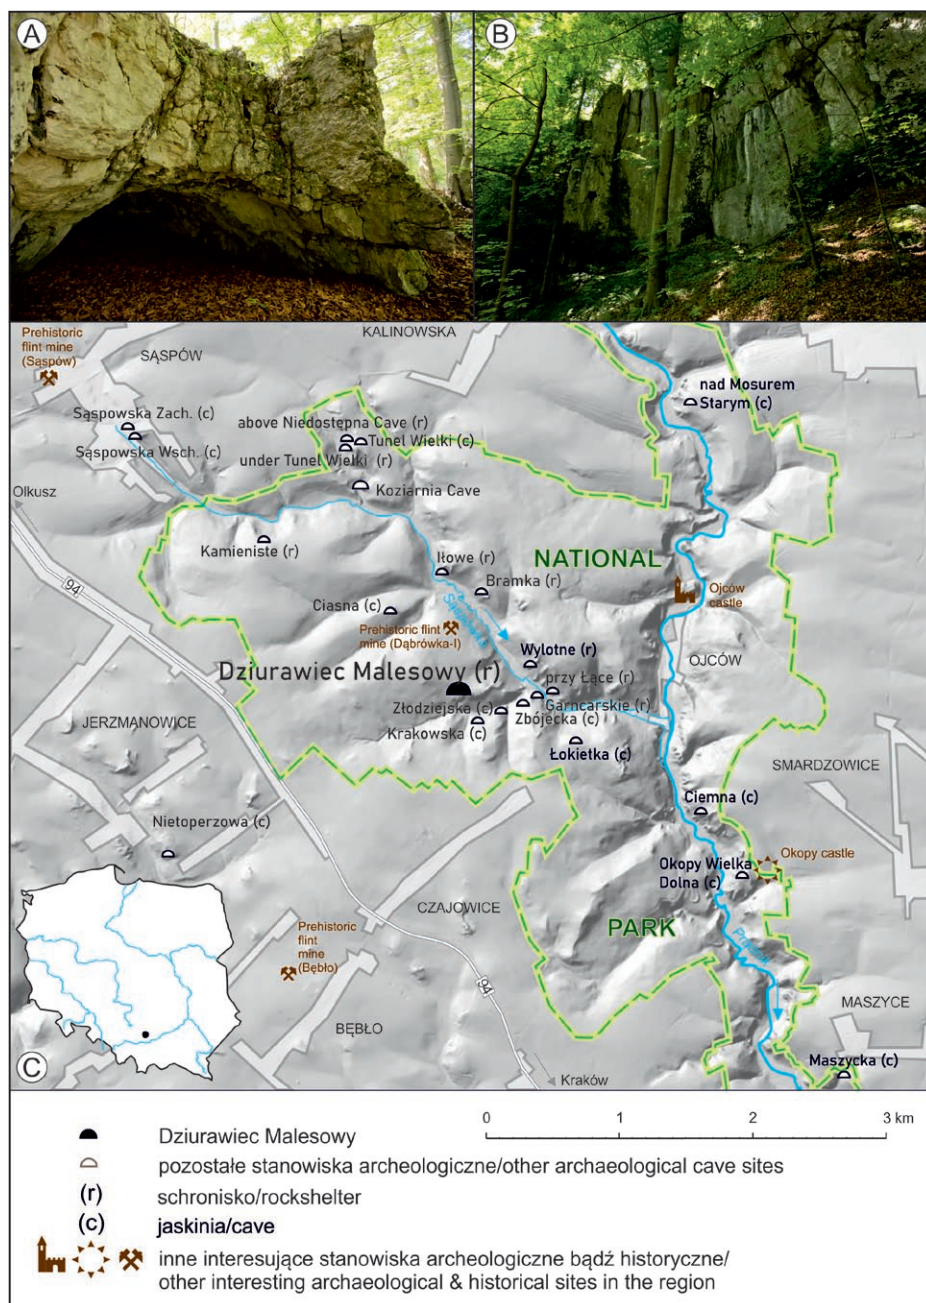 A
B
KALINOWSKA
Prehistoric
flint mine
(Sąspów)
SĄSPÓW
nad Mosurem
Starym (c)
Sąspowska Zach. (c)
above Niedostępna Cave (r)
Tunel Wielki (c)
Sąspowska Wsch. (c)
under Tunel Wielki (r)
Koziarnia Cave
Olkusz
Kamieniste (r)
NATIONAL
Iłowe (r)
Bramka (r)
94
Ciasna (c)
Ojców
castle
Prehistoric flint
mine (Dąbrówka-I)
Wylotne (r)
OJCÓW
Dziurawiec Malesowy (r)
przy Łące (r)
Złodziejska (c)
Garncarskie (r)
Zbójecka (c)
JERZMANOWICE
Krakowska (c)
Łokietka (c)
SMARDZOWICE
Ciemna (c)
Nietoperzowa (c)
Okopy castle
Okopy Wielka
Dolna (c)
CZAJOWICE
PARK
Prehistoric
flint
mine
(Bębło)
94
MASZYCE
BĘBŁO
Maszycka (c)
C
Kraków
0 1 2 3 km
Dziurawiec Malesowy
pozostałe stanowiska archeologiczne/other archaeological cave sites
(r) schronisko/rockshelter
(c) jaskinia/cave
inne interesujące stanowiska archeologiczne bądź historyczne/
other interesting archaeological & historical sites in the region